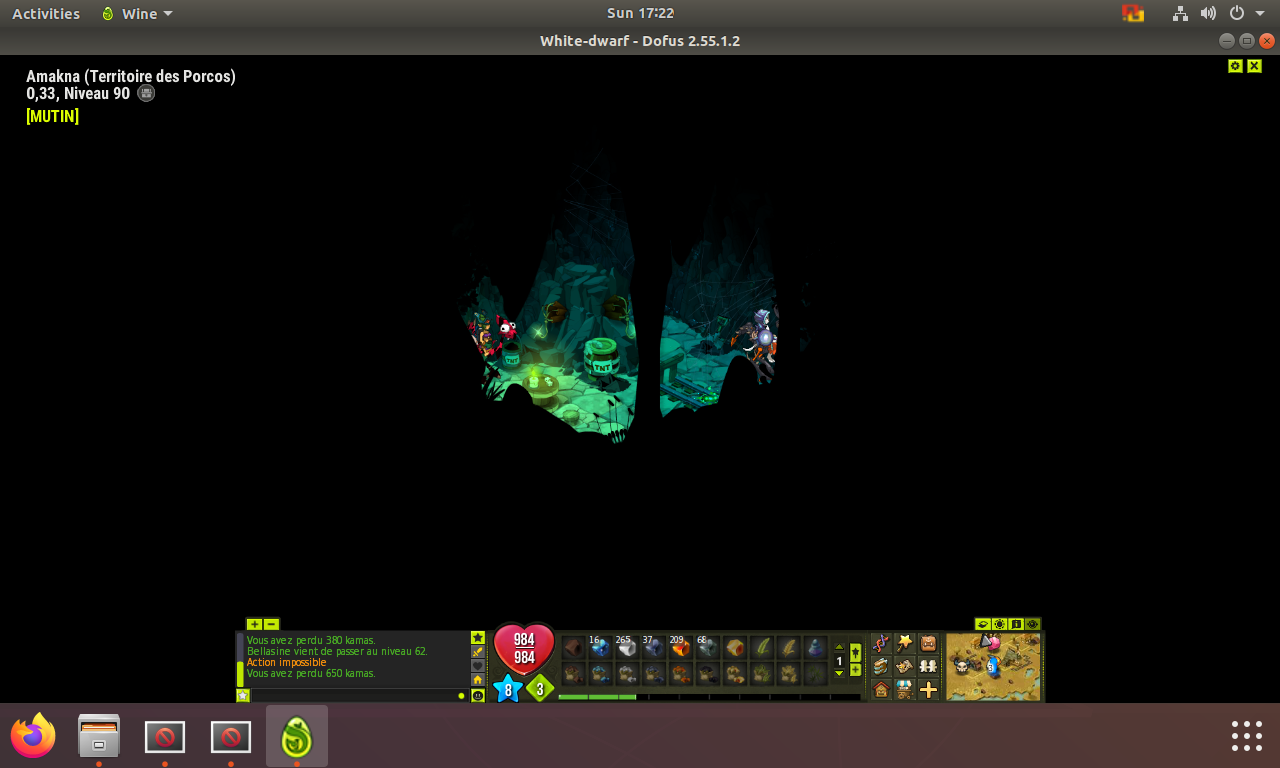 Activities Wine Sun 17:22
White-dwarf - Dofus 2.55.1.2
Amakna (Territoire des Porcos)
0,33, Niveau 90
[MUTIN]
TNT
TNT
Vous avez perdu 380 kamas.
Bellasine vient de passer au niveau 62.
Action impossible
Vous avez perdu 650 kamas.
984
984
8
3
16 265 37 209 68
1